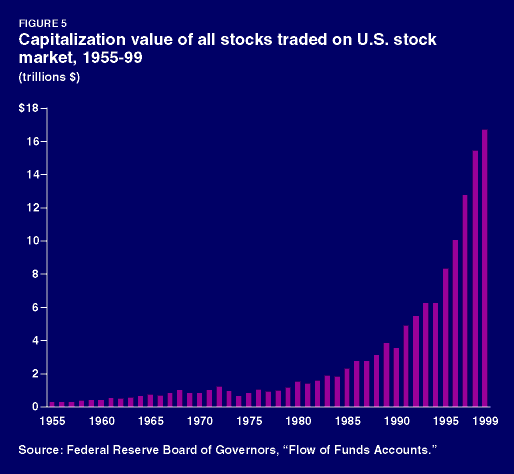 FIGURE 5
Capitalization value of all stocks traded on U.S. stock
market, 1955-99
(trillions $)
$18
16
14
12
10
8
6
4
2
0
1955 1960 1965 1970 1975 1980 1985 1990 1995 1999
Source: Federal Reserve Board of Governors, “Flow of Funds Accounts.”